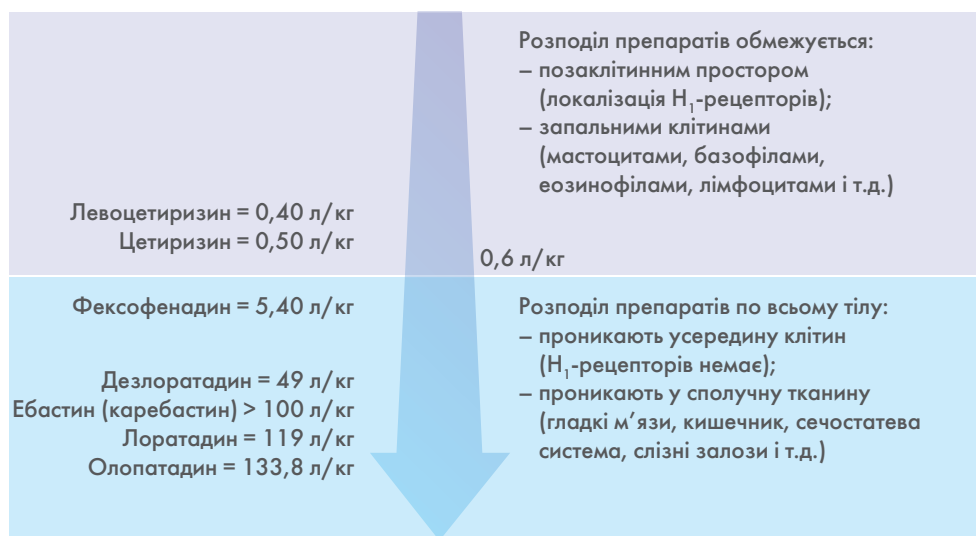 Розподіл препаратів обмежується:
– позаклітинним простором
(локалізація H₁-рецепторів);
– запальними клітинами
(мастоцитами, базофілами,
еозинофілами, лімфоцитами і т.д.)
Левоцетиризин = 0,40 л/кг
Цетиризин = 0,50 л/кг
0,6 л/кг
Фексофенадин = 5,40 л/кг
Дезлоратадин = 49 л/кг
Ебастин (каребастин) > 100 л/кг
Лоратадин = 119 л/кг
Олопатадин = 133,8 л/кг
Розподіл препаратів по всьому тілу:
– проникають усередину клітин
(H₁-рецепторів немає);
– проникають у сполучну тканину
(гладкі м’язи, кишечник, сечостатева
система, слізні залози і т.д.)